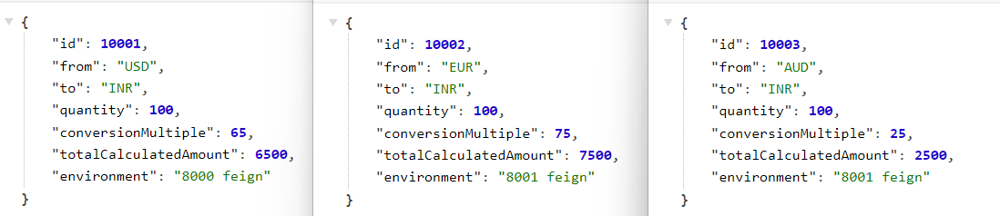 {
"id": 10001,
"from": "USD",
"to": "INR",
"quantity": 100,
"conversionMultiple": 65,
"totalCalculatedAmount": 6500,
"environment": "8000 feign"
}
{
"id": 10002,
"from": "EUR",
"to": "INR",
"quantity": 100,
"conversionMultiple": 75,
"totalCalculatedAmount": 7500,
"environment": "8001 feign"
}
{
"id": 10003,
"from": "AUD",
"to": "INR",
"quantity": 100,
"conversionMultiple": 25,
"totalCalculatedAmount": 2500,
"environment": "8001 feign"
}